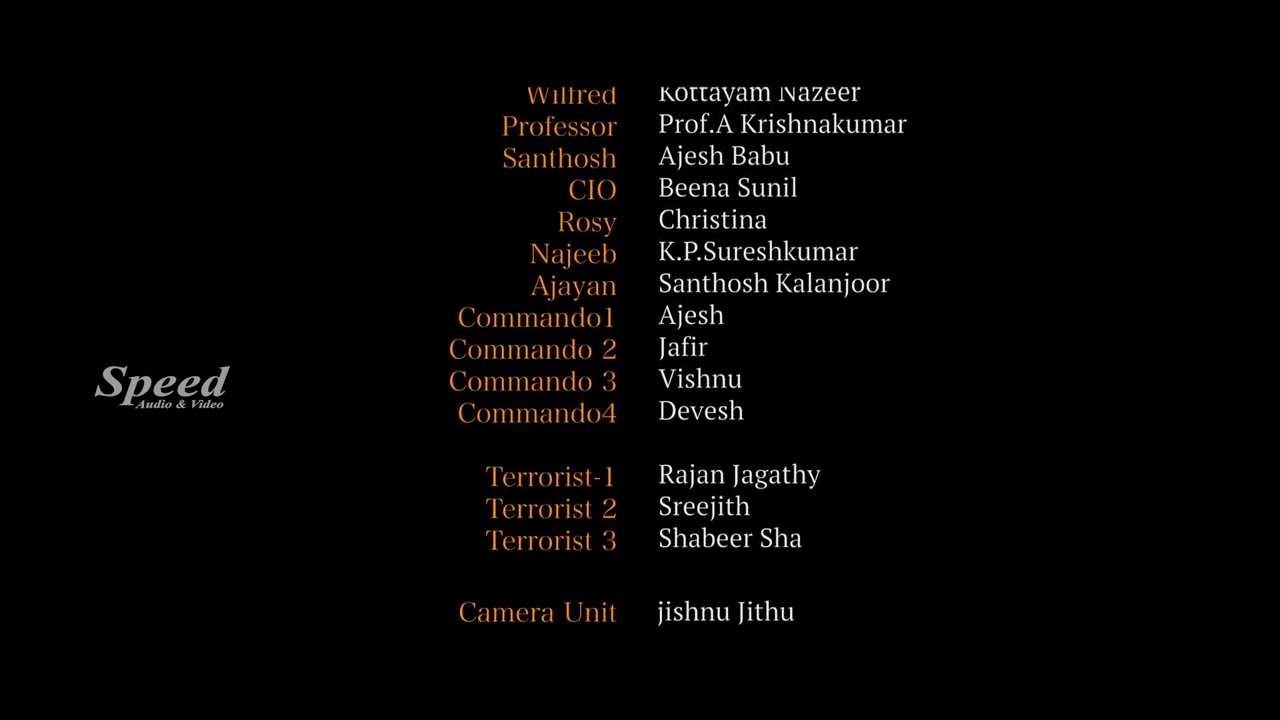 Wilfred Kottayam Nazeer
Professor Prof.A Krishnakumar
Santhosh Ajesh Babu
CIO Beena Sunil
Rosy Christina
Najeeb K.P.Sureshkumar
Ajayan Santhosh Kalanjoor
Commando1 Ajesh
Commando 2 Jafir
Commando 3 Vishnu
Commando4 Devesh
Terrorist-1 Rajan Jagathy
Terrorist 2 Sreejith
Terrorist 3 Shabeer Sha
Camera Unit jishnu Jithu
Speed
Audio & Video